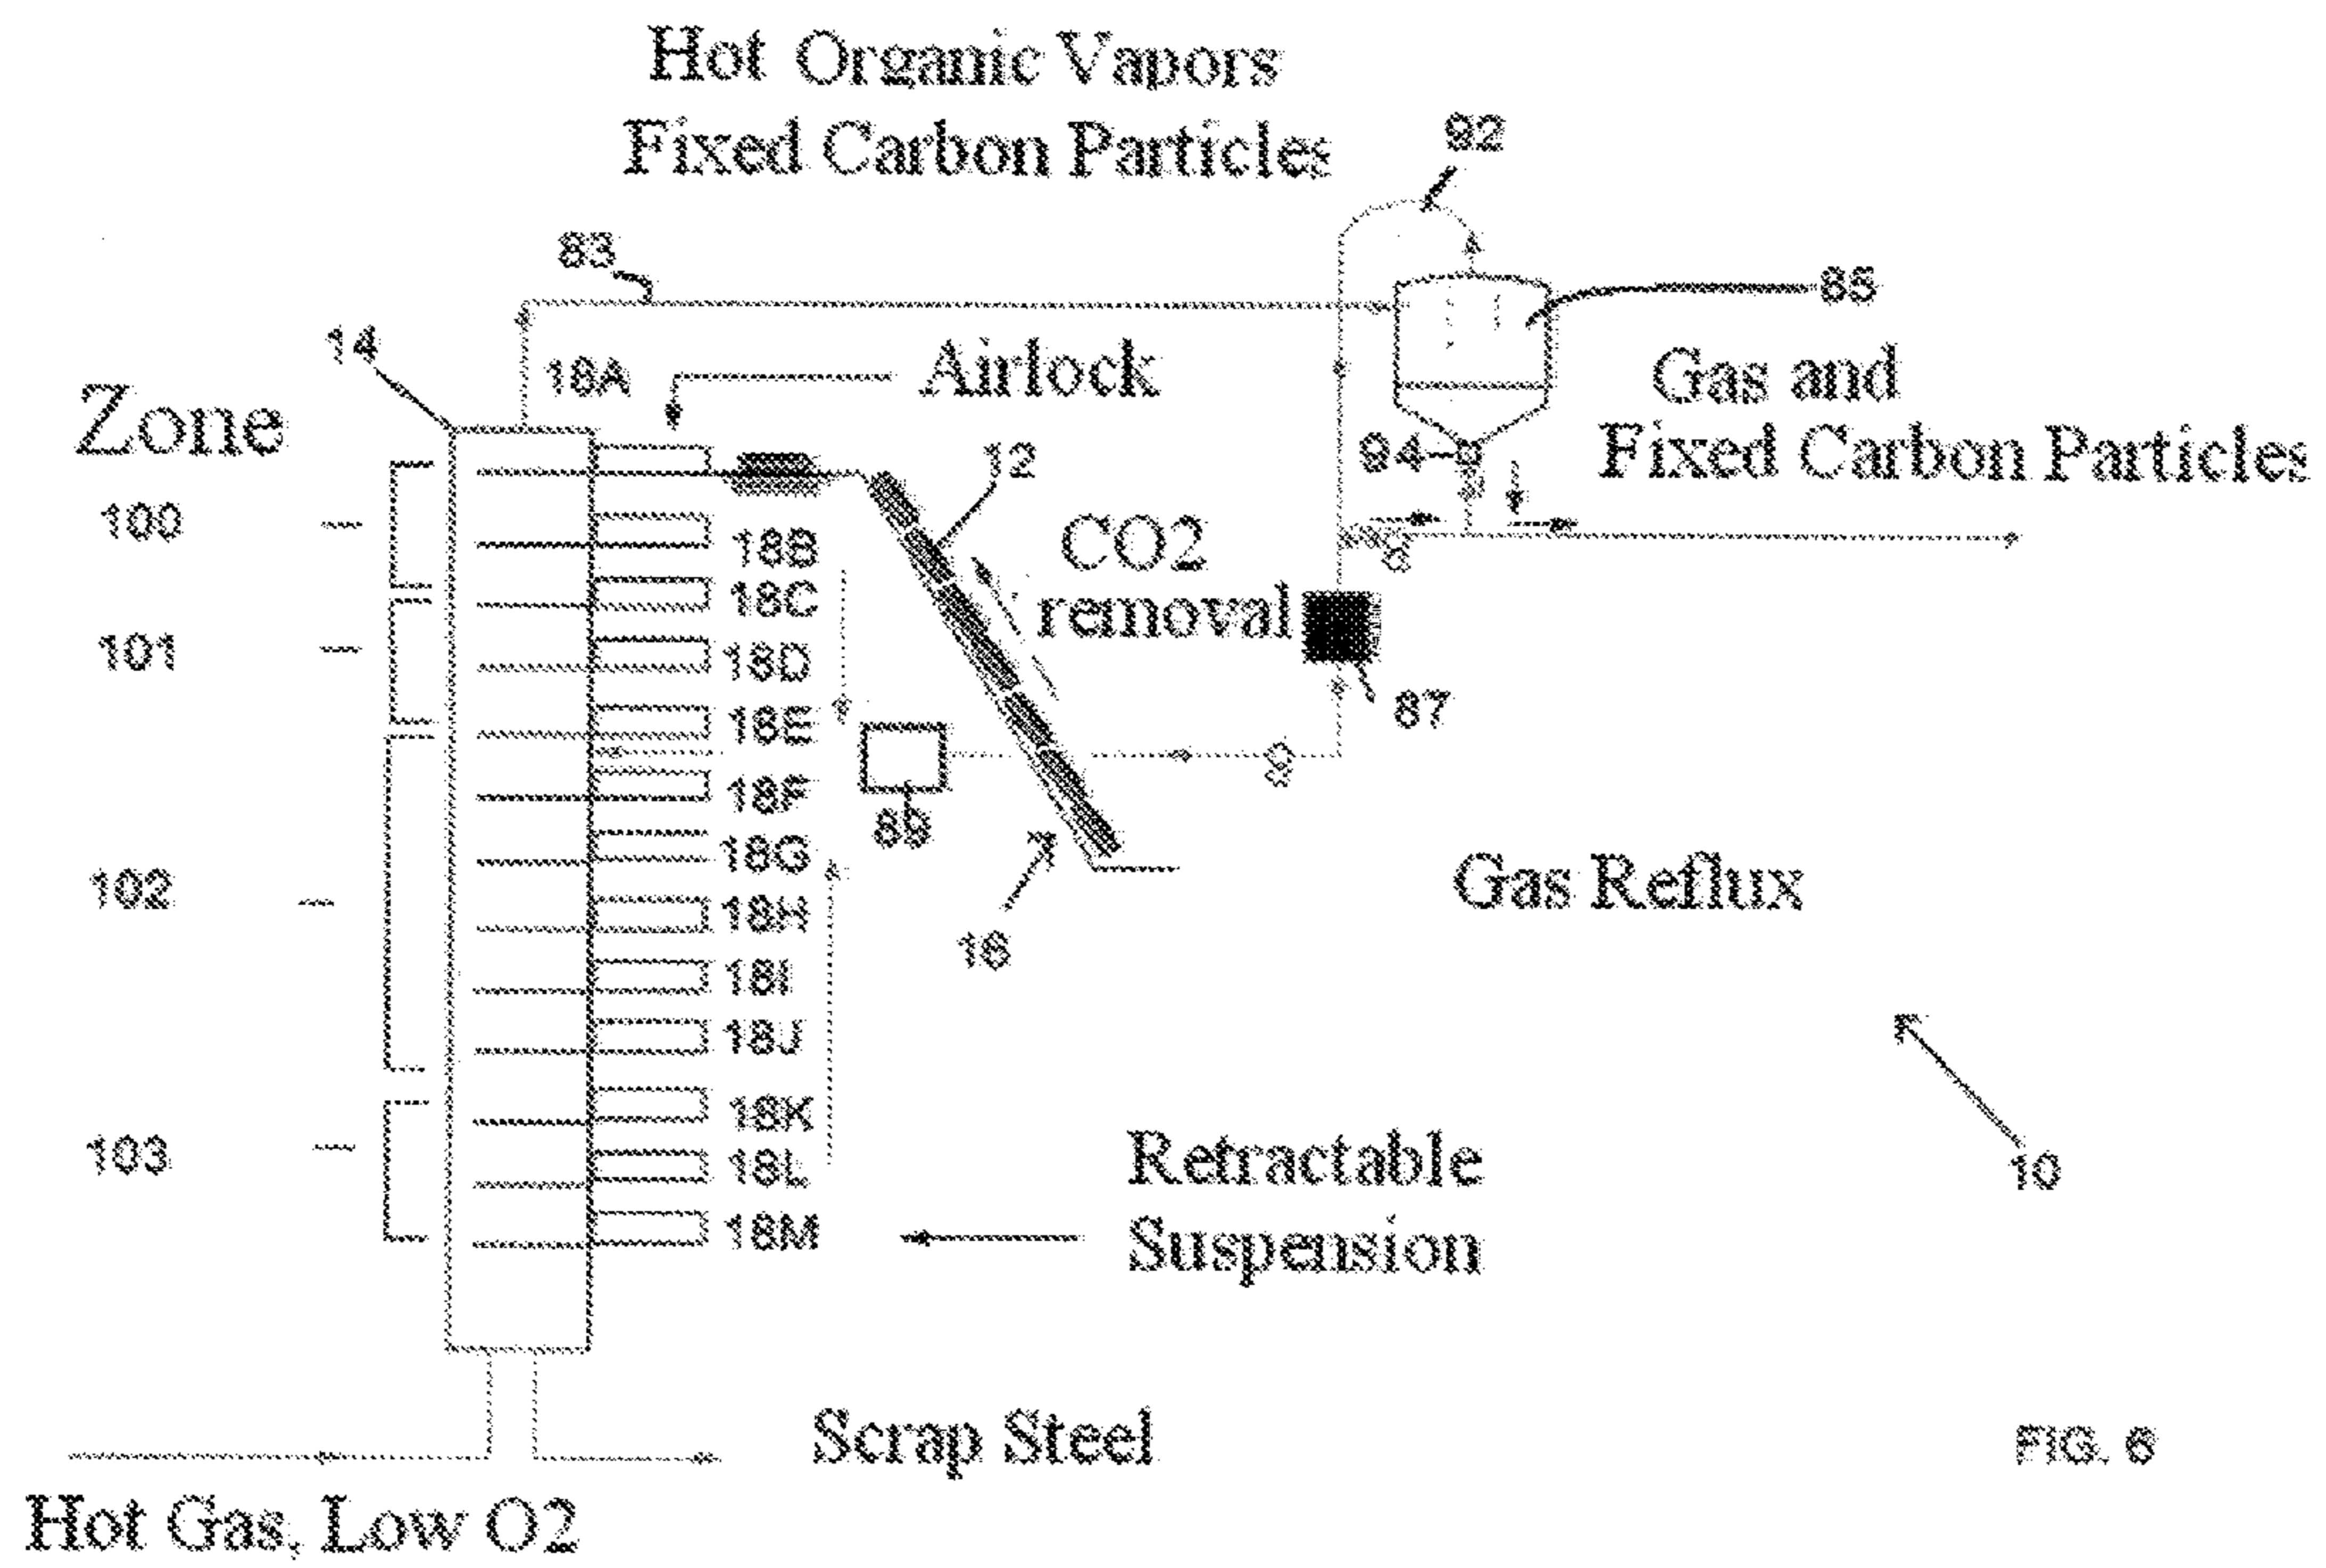 Hot Organic Vapors
Fixed Carbon Particles
92
83
85
14
18A
Airlock
Gas and
Fixed Carbon Particles
Zone
94
12
100
18B
CO2
removal
18C
101
18D
87
18E
18F
89
18G
102
18H
Gas Reflux
16
18I
18J
18K
103
18L
Retractable
Suspension
10
18M
Scrap Steel
FIG. 6
Hot Gas, Low O2